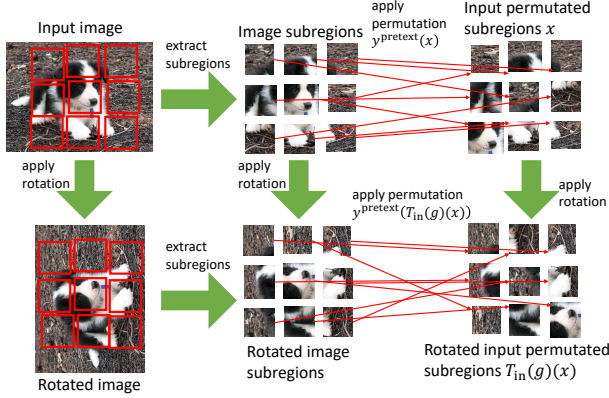 Input image
extract
subregions
Image subregions
apply
permutation
𝑦^pretext(𝑥)
Input permutated
subregions 𝑥
apply
rotation
apply
rotation
apply permutation
𝑦^pretext(𝑇_in(𝑔)(𝑥))
apply
rotation
extract
subregions
Rotated image
Rotated image
subregions
Rotated input permutated
subregions 𝑇_in(𝑔)(𝑥)